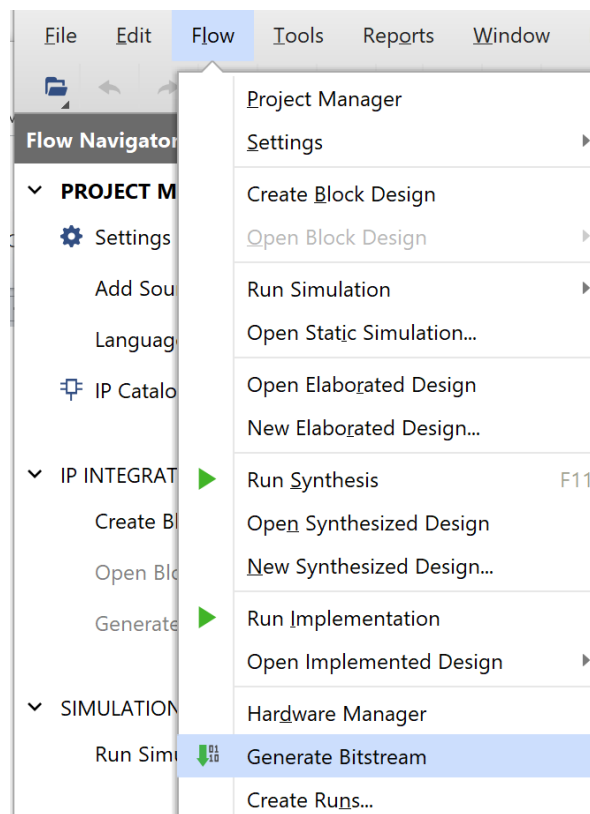 File Edit Flow Tools Reports Window
Flow Navigator
PROJECT M
Settings
Add Sou
Languag
IP Catalo
IP INTEGRAT
Create Bl
Open Blo
Generate
SIMULATION
Run Simu
Project Manager
Settings
Create Block Design
Open Block Design
Run Simulation
Open Static Simulation...
Open Elaborated Design
New Elaborated Design...
Run Synthesis F11
Open Synthesized Design
New Synthesized Design...
Run Implementation
Open Implemented Design
Hardware Manager
Generate Bitstream
Create Runs...